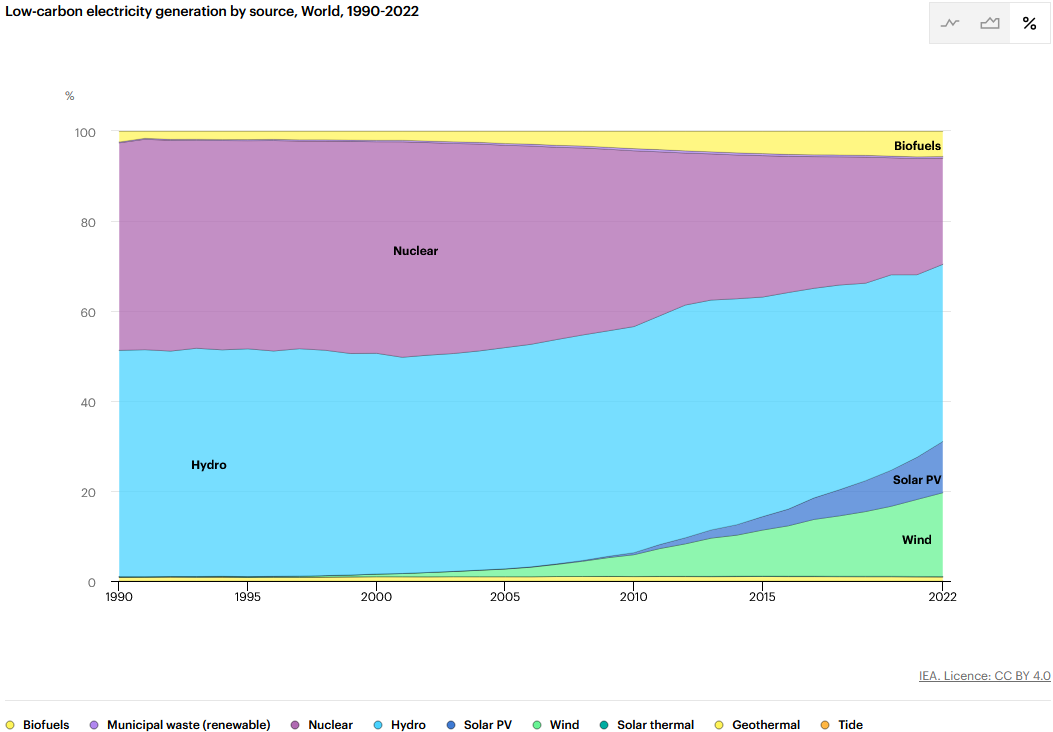 Low-carbon electricity generation by source, World, 1990-2022
%
%
100
80
60
40
20
0
Biofuels
Nuclear
Hydro
Solar PV
Wind
1990 1995 2000 2005 2010 2015 2022
IEA. Licence: CC BY 4.0
Biofuels Municipal waste (renewable) Nuclear Hydro Solar PV Wind Solar thermal Geothermal Tide